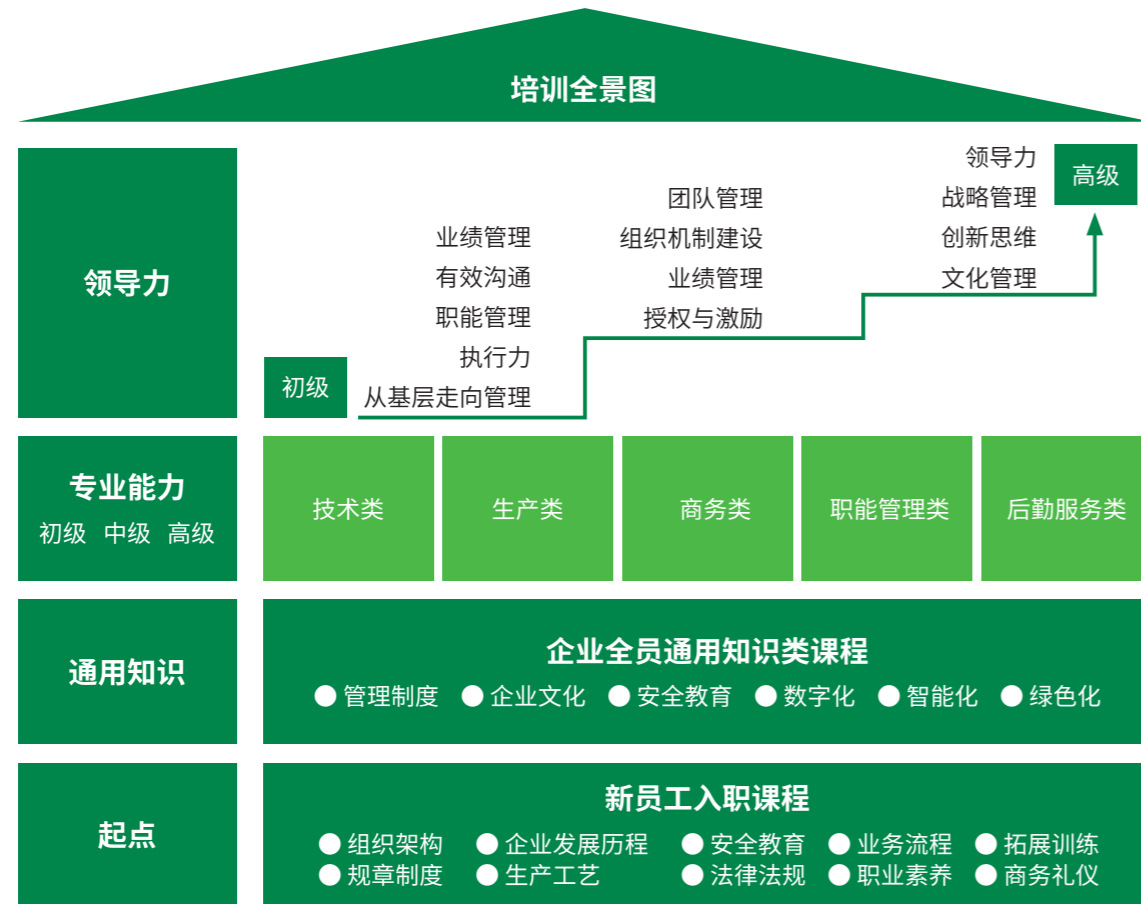 培训全景图
领导力
初级
业绩管理
有效沟通
职能管理
执行力
从基层走向管理
团队管理
组织机制建设
业绩管理
授权与激励
领导力
战略管理
创新思维
文化管理
高级
专业能力
初级 中级 高级
技术类
生产类
商务类
职能管理类
后勤服务类
通用知识
企业全员通用知识类课程
● 管理制度 ● 企业文化 ● 安全教育 ● 数字化 ● 智能化 ● 绿色化
起点
新员工入职课程
● 组织架构 ● 企业发展历程 ● 安全教育 ● 业务流程 ● 拓展训练
● 规章制度 ● 生产工艺 ● 法律法规 ● 职业素养 ● 商务礼仪